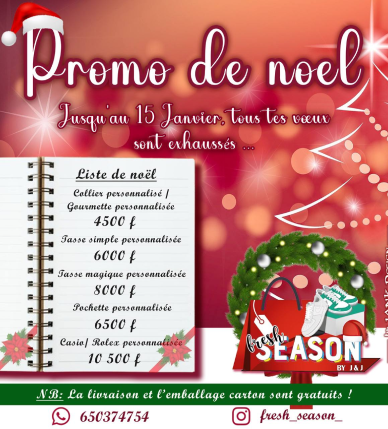 Promo de noel
Jusqu'au 15 Janvier, tous tes vœux
sont exhaussés ...
Liste de noël
Collier personnalisé /
Gourmette personnalisée
4500 f
Tasse simple personnalisée
6000 f
Tasse magique personnalisée
8000 f
Pochette personnalisée
6500 f
Casio/ Rolex personnalisée
10 500 f
fresh
SEASON
BY J&J
NB: La livraison et l'emballage carton sont gratuits !
650374754
fresh_season_